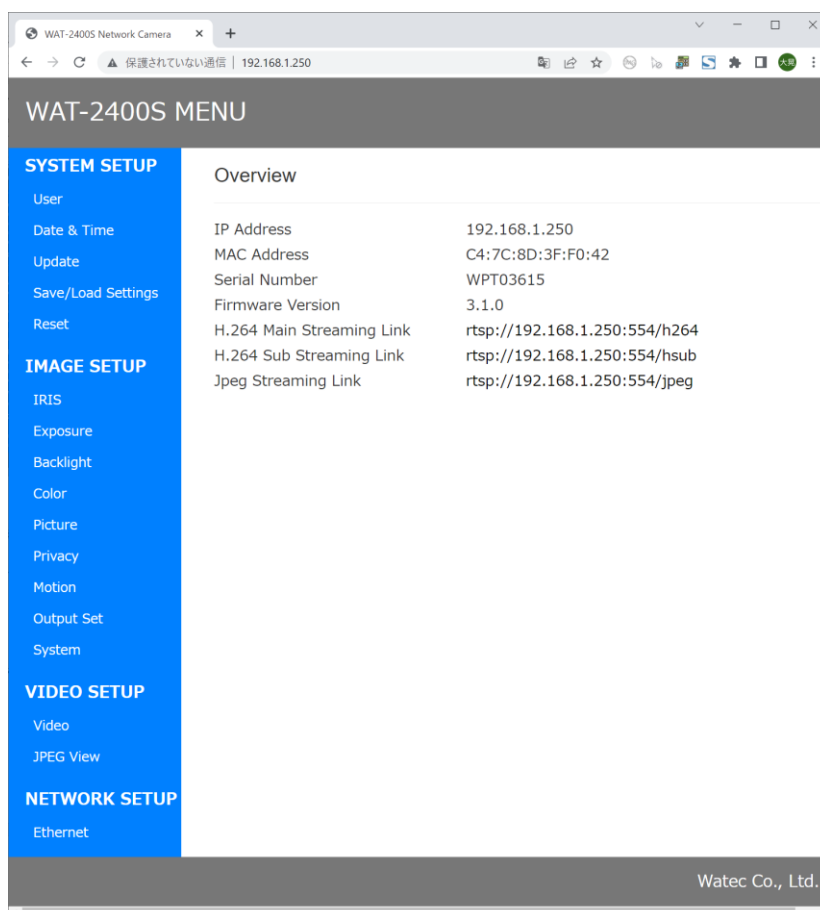 WAT-2400S Network Camera
保護されていない通信 | 192.168.1.250
大晃
WAT-2400S MENU
SYSTEM SETUP
User
Date & Time
Update
Save/Load Settings
Reset
IMAGE SETUP
IRIS
Exposure
Backlight
Color
Picture
Privacy
Motion
Output Set
System
VIDEO SETUP
Video
JPEG View
NETWORK SETUP
Ethernet
Overview
IP Address 192.168.1.250
MAC Address C4:7C:8D:3F:F0:42
Serial Number WPT03615
Firmware Version 3.1.0
H.264 Main Streaming Link rtsp://192.168.1.250:554/h264
H.264 Sub Streaming Link rtsp://192.168.1.250:554/hsub
Jpeg Streaming Link rtsp://192.168.1.250:554/jpeg
Watec Co., Ltd.